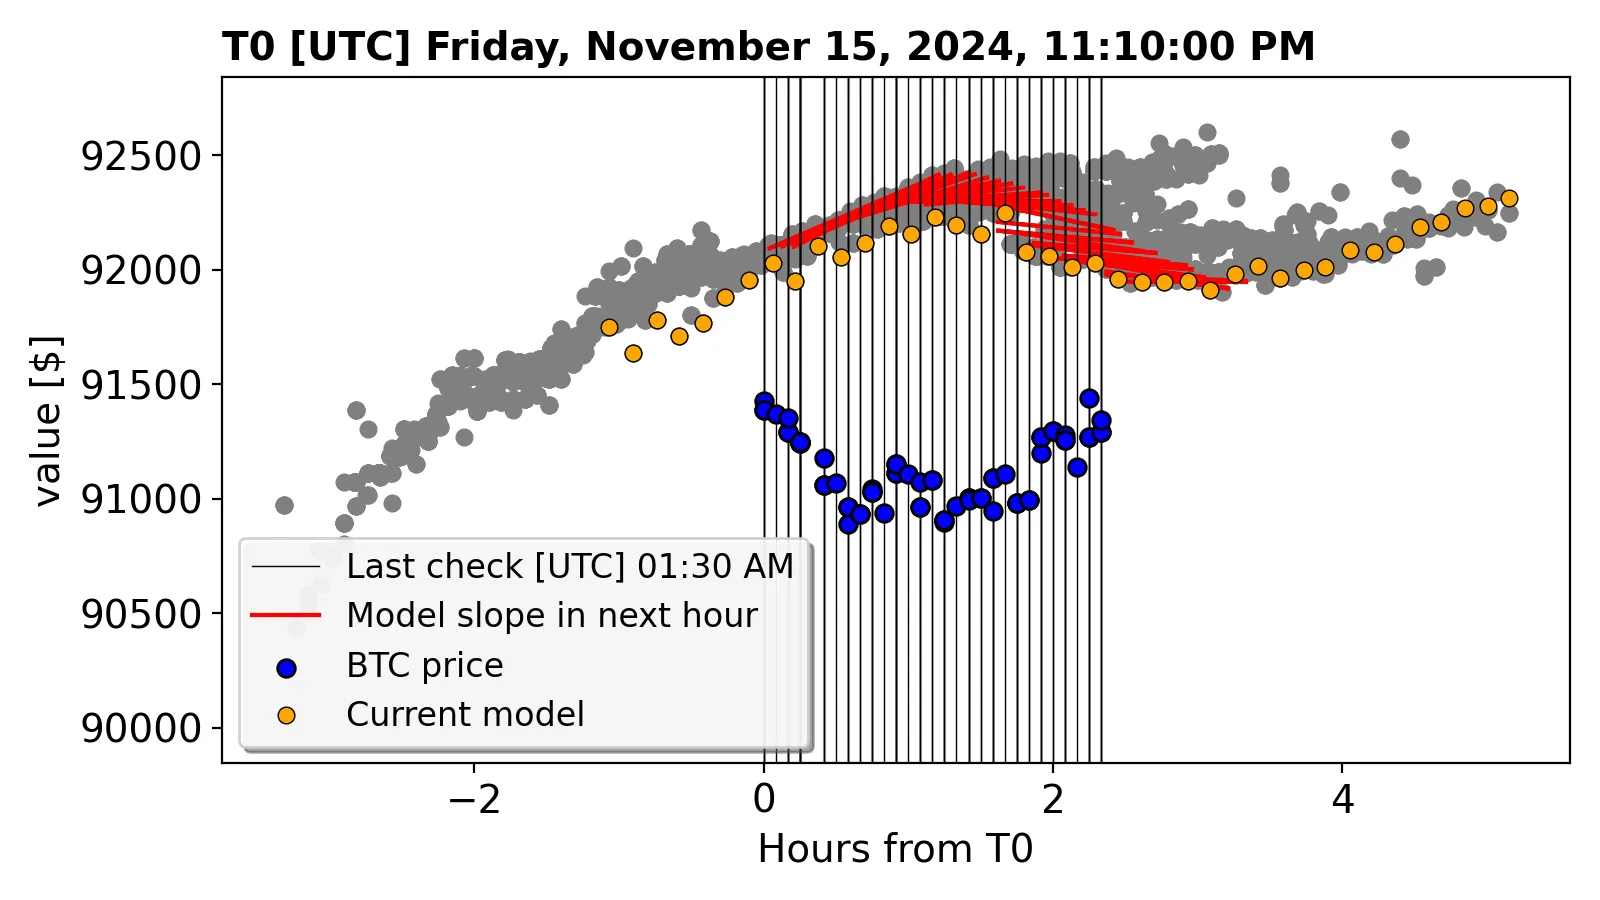 T0 [UTC] Friday, November 15, 2024, 11:10:00 PM
value [$]
92500
92000
91500
91000
90500
90000
Last check [UTC] 01:30 AM
Model slope in next hour
BTC price
Current model
−2 0 2 4
Hours from T0